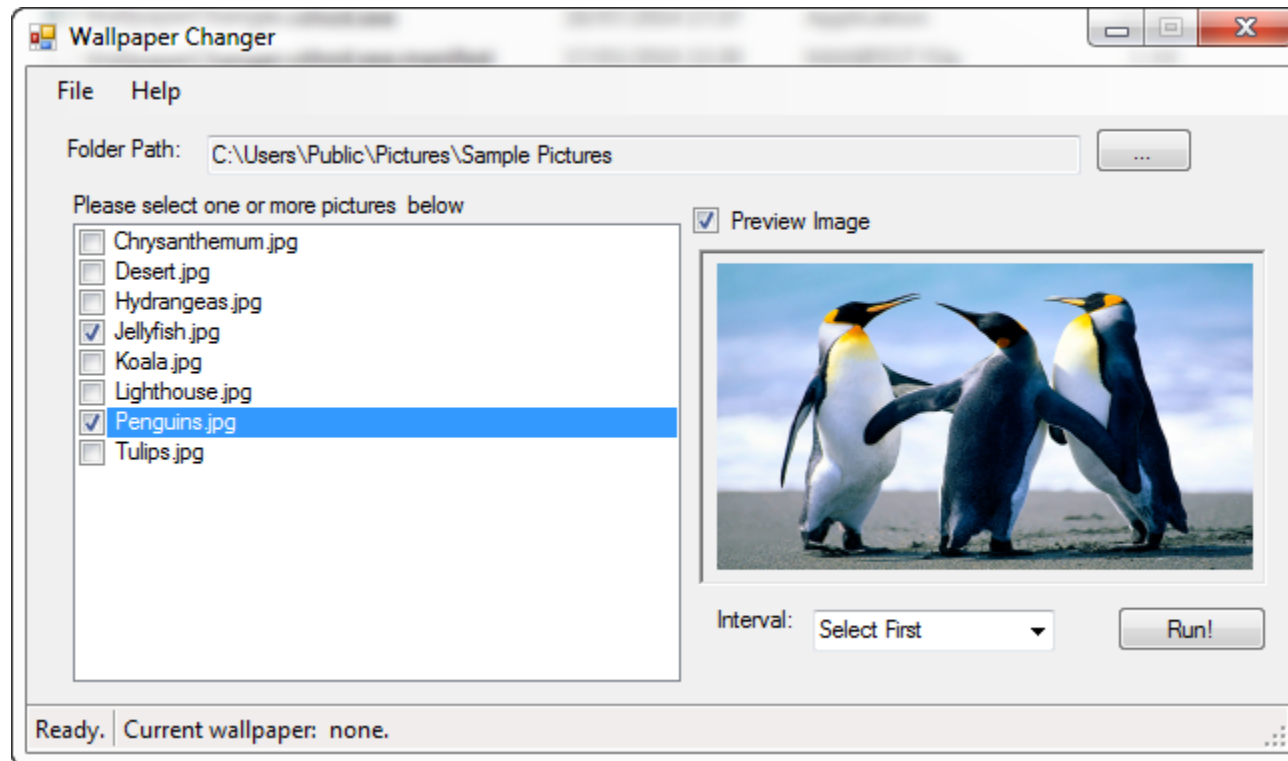 Wallpaper Changer
File Help
Folder Path: C:\Users\Public\Pictures\Sample Pictures ...
Please select one or more pictures  below
Preview Image
Chrysanthemum.jpg
Desert.jpg
Hydrangeas.jpg
Jellyfish.jpg
Koala.jpg
Lighthouse.jpg
Penguins.jpg
Tulips.jpg
Interval: Select First Run!
Ready. Current wallpaper:  none.